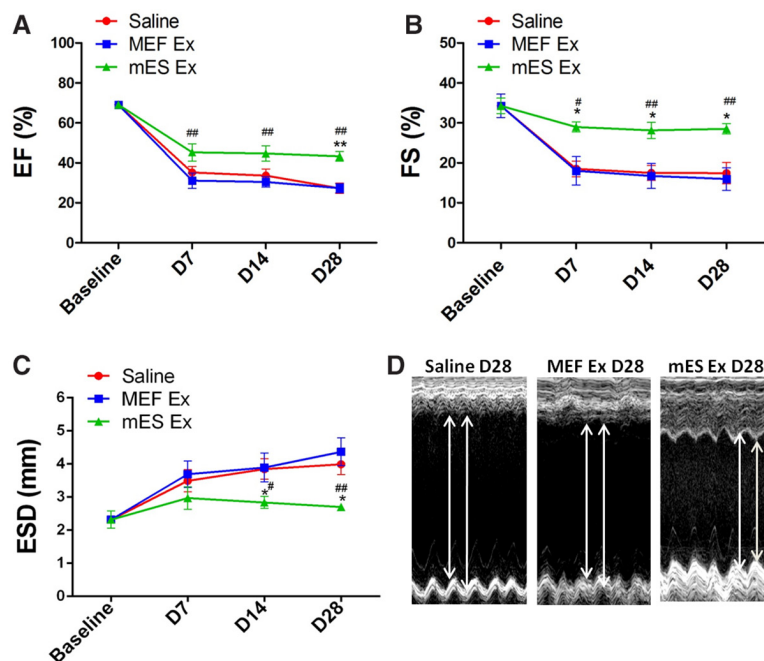 A
Saline
MEF Ex
mES Ex
EF (%)
100
80
60
40
20
0
## ## ##
**
Baseline D7 D14 D28
B
Saline
MEF Ex
mES Ex
FS (%)
50
40
30
20
10
0
# ## ##
* * *
Baseline D7 D14 D28
C
Saline
MEF Ex
mES Ex
ESD (mm)
6
5
4
3
2
1
0
*# ##
*
Baseline D7 D14 D28
D
Saline D28 MEF Ex D28 mES Ex D28